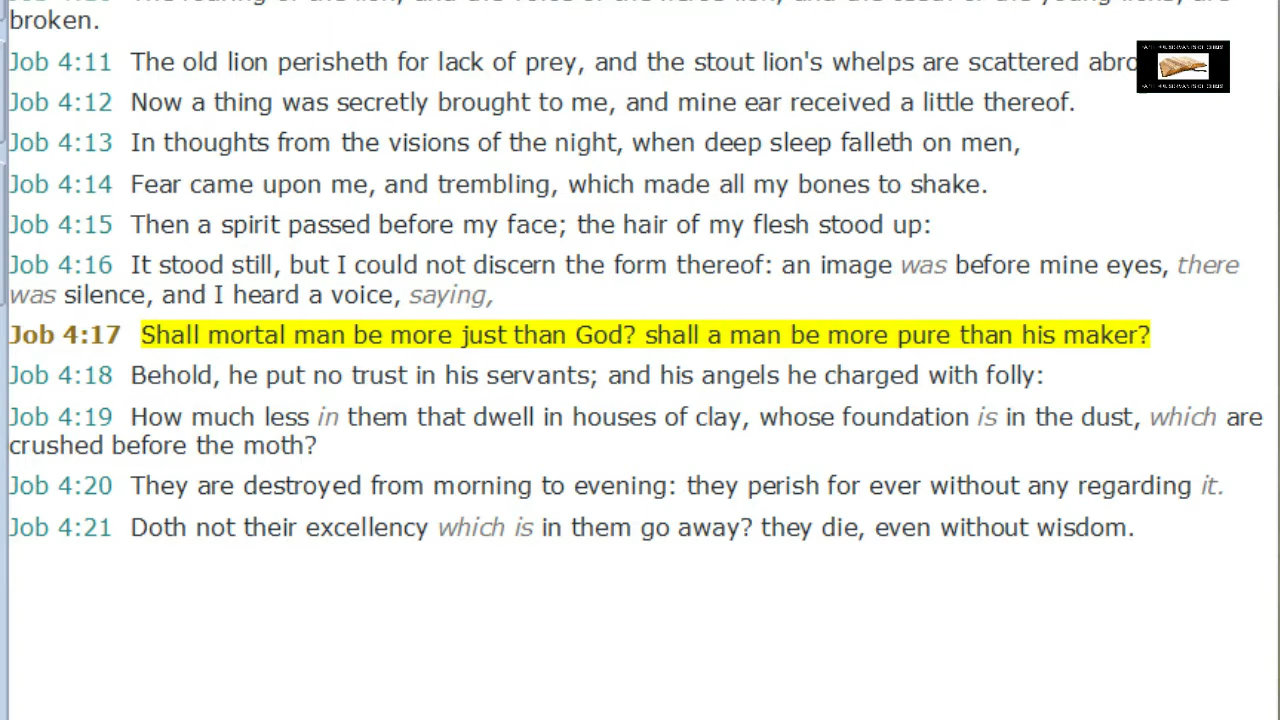 broken.
Job 4:11 The old lion perisheth for lack of prey, and the stout lion's whelps are scattered abro
Job 4:12 Now a thing was secretly brought to me, and mine ear received a little thereof.
Job 4:13 In thoughts from the visions of the night, when deep sleep falleth on men,
Job 4:14 Fear came upon me, and trembling, which made all my bones to shake.
Job 4:15 Then a spirit passed before my face; the hair of my flesh stood up:
Job 4:16 It stood still, but I could not discern the form thereof: an image was before mine eyes, there
was silence, and I heard a voice, saying,
Job 4:17 Shall mortal man be more just than God? shall a man be more pure than his maker?
Job 4:18 Behold, he put no trust in his servants; and his angels he charged with folly:
Job 4:19 How much less in them that dwell in houses of clay, whose foundation is in the dust, which are
crushed before the moth?
Job 4:20 They are destroyed from morning to evening: they perish for ever without any regarding it.
Job 4:21 Doth not their excellency which is in them go away? they die, even without wisdom.